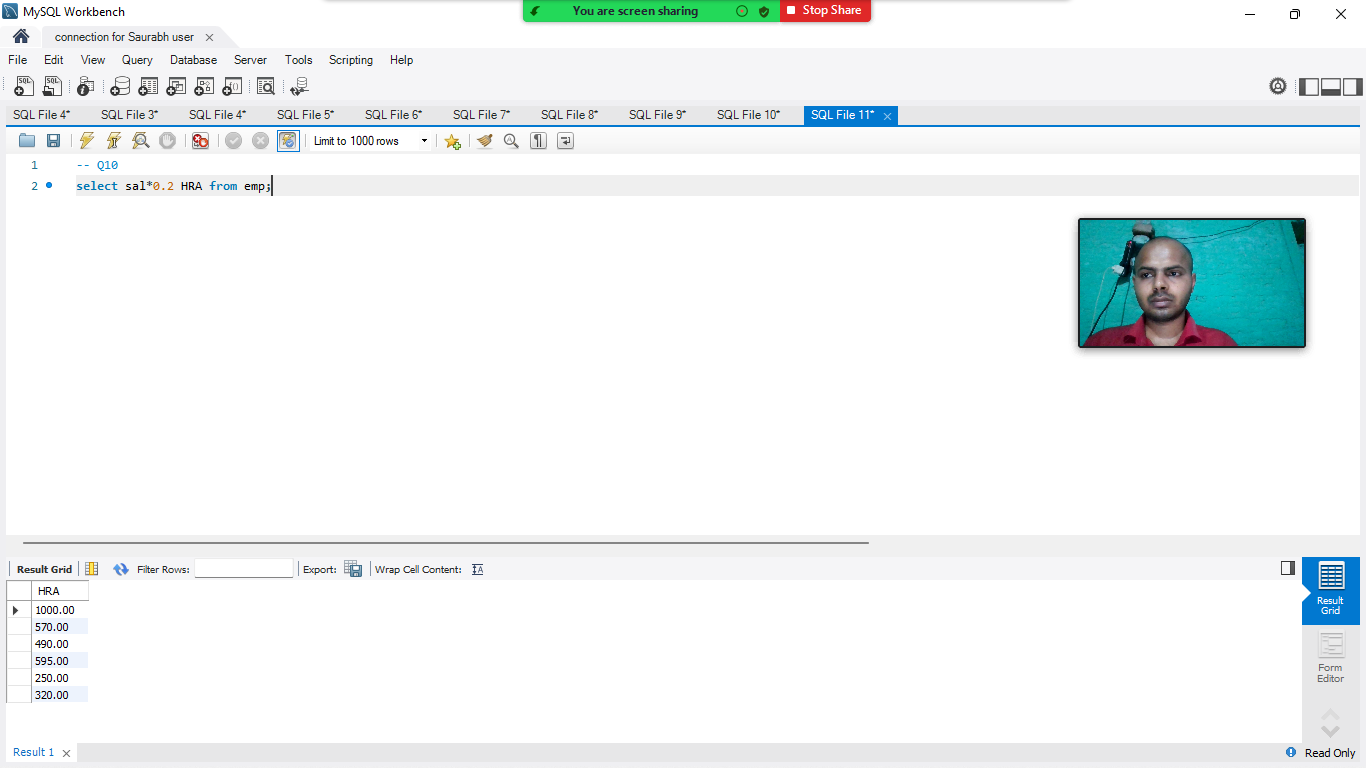 MySQL Workbench
You are screen sharing
Stop Share
connection for Saurabh user
File Edit View Query Database Server Tools Scripting Help
SQL File 4* SQL File 3* SQL File 4* SQL File 5* SQL File 6* SQL File 7* SQL File 8* SQL File 9* SQL File 10* SQL File 11*
Limit to 1000 rows
1 -- Q10
2 select sal*0.2 HRA from emp;
Result Grid Filter Rows: Export: Wrap Cell Content:
HRA
1000.00
570.00
490.00
595.00
250.00
320.00
Result
Grid
Form
Editor
Result 1
Read Only